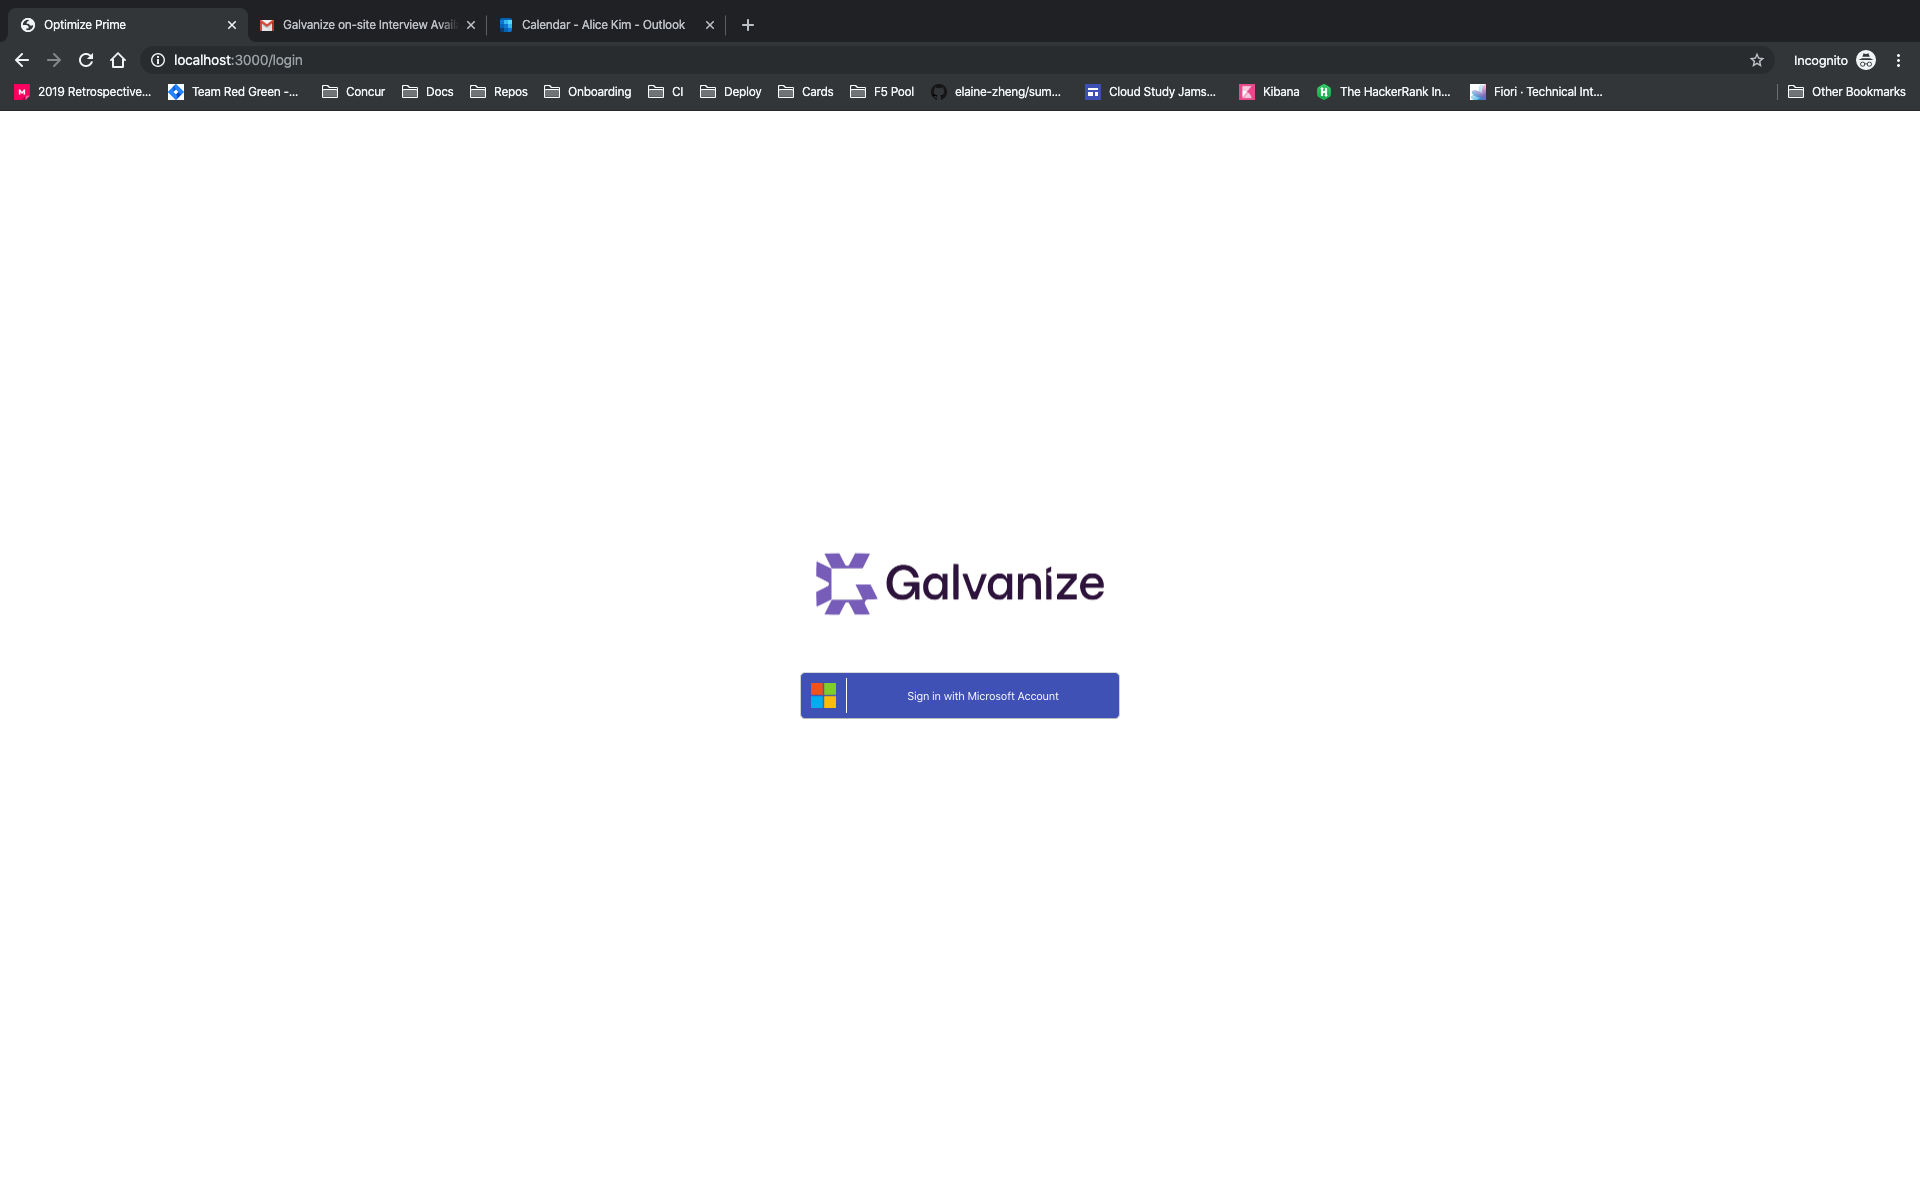 Optimize Prime
Galvanize on-site Interview Avail
Calendar - Alice Kim - Outlook
localhost:3000/login
Incognito
2019 Retrospective...
Team Red Green -...
Concur
Docs
Repos
Onboarding
CI
Deploy
Cards
F5 Pool
elaine-zheng/sum...
Cloud Study Jams...
Kibana
The HackerRank In...
Fiori · Technical Int...
Other Bookmarks
Galvanize
Sign in with Microsoft Account